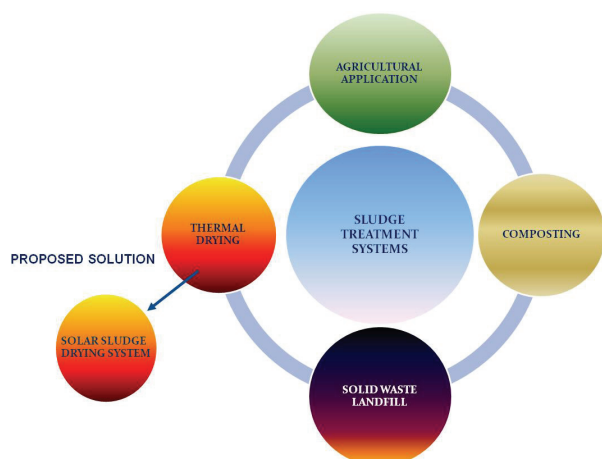 AGRICULTURAL
APPLICATION
THERMAL
DRYING
SLUDGE
TREATMENT
SYSTEMS
COMPOSTING
PROPOSED SOLUTION
SOLAR SLUDGE
DRYING SYSTEM
SOLID WASTE
LANDFILL